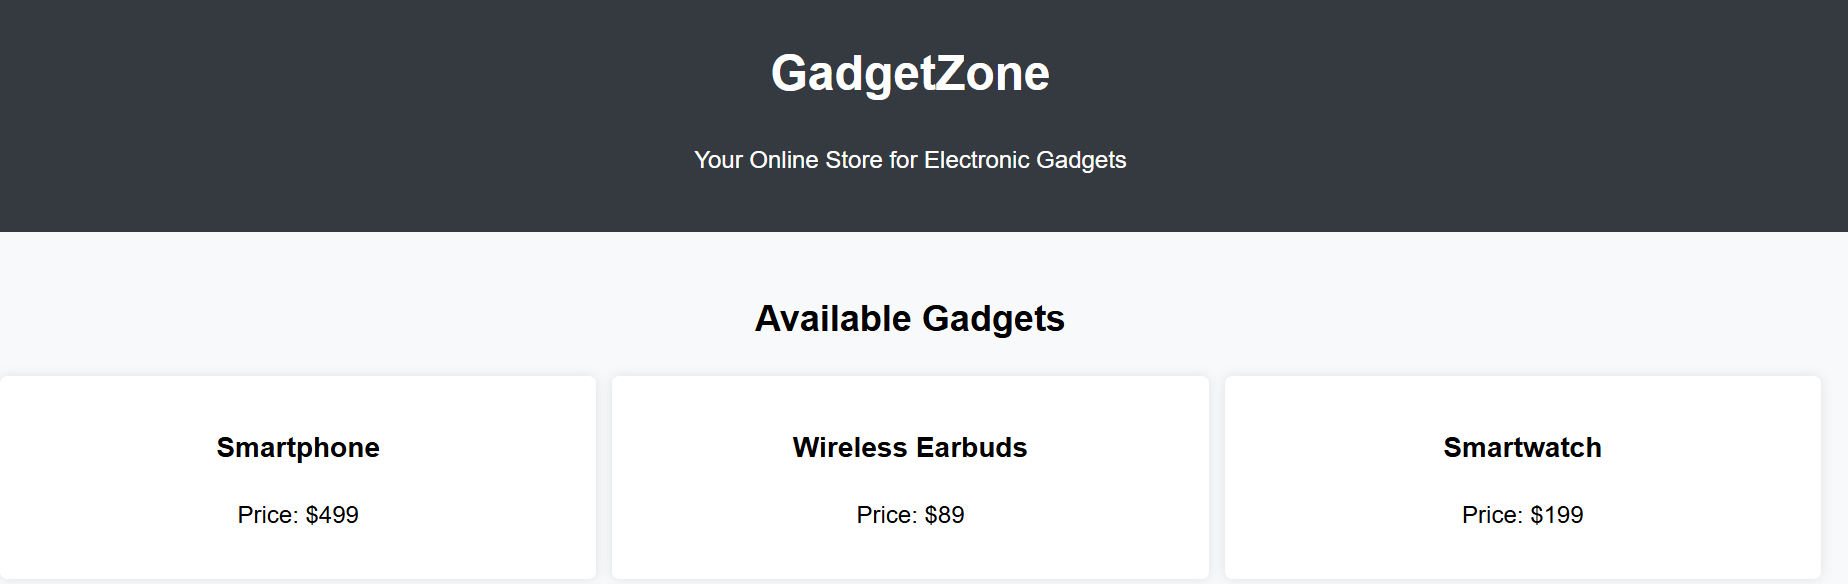 GadgetZone
Your Online Store for Electronic Gadgets
Available Gadgets
Smartphone
Price: $499
Wireless Earbuds
Price: $89
Smartwatch
Price: $199